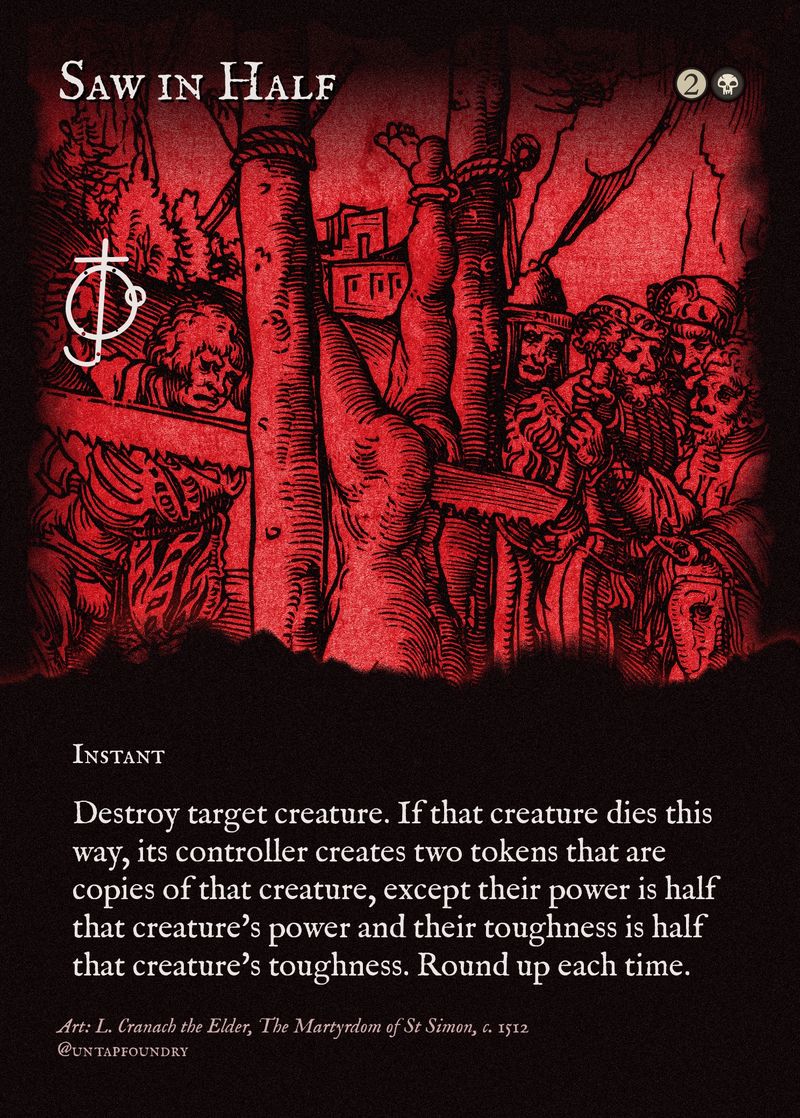 Saw in Half
2
Instant
Destroy target creature. If that creature dies this
way, its controller creates two tokens that are
copies of that creature, except their power is half
that creature's power and their toughness is half
that creature's toughness. Round up each time.
Art: L. Cranach the Elder, The Martyrdom of St Simon, c. 1512
@untapfoundry